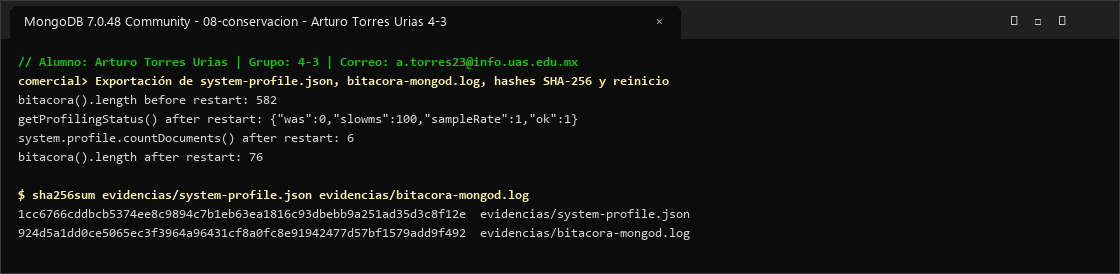 MongoDB 7.0.48 Community - 08-conservacion - Arturo Torres Urias 4-3
// Alumno: Arturo Torres Urias | Grupo: 4-3 | Correo: a.torres23@info.uas.edu.mx
comercial> Exportación de system-profile.json, bitacora-mongod.log, hashes SHA-256 y reinicio
bitacora().length before restart: 582
getProfilingStatus() after restart: {"was":0,"slowms":100,"sampleRate":1,"ok":1}
system.profile.countDocuments() after restart: 6
bitacora().length after restart: 76
$ sha256sum evidencias/system-profile.json evidencias/bitacora-mongod.log
1cc6766cddbcb5374ee8c9894c7b1eb63ea1816c93dbebb9a251ad35d3c8f12e  evidencias/system-profile.json
924d5a1dd0ce5065ec3f3964a96431cf8a0fc8e91942477d57bf1579add9f492  evidencias/bitacora-mongod.log